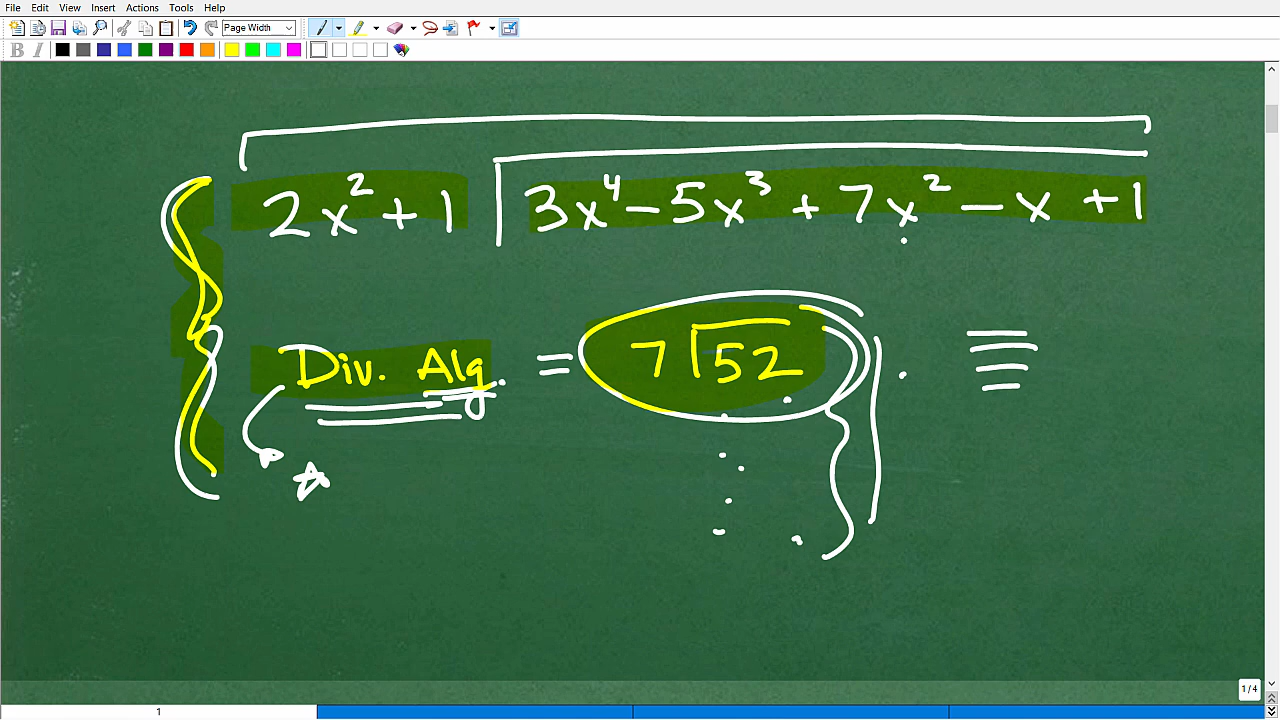 File Edit View Insert Actions Tools Help
Page Width
B I
2x² + 1 3x⁴ - 5x³ + 7x² - x + 1
Div. Alg. = 7 52
1/4
1